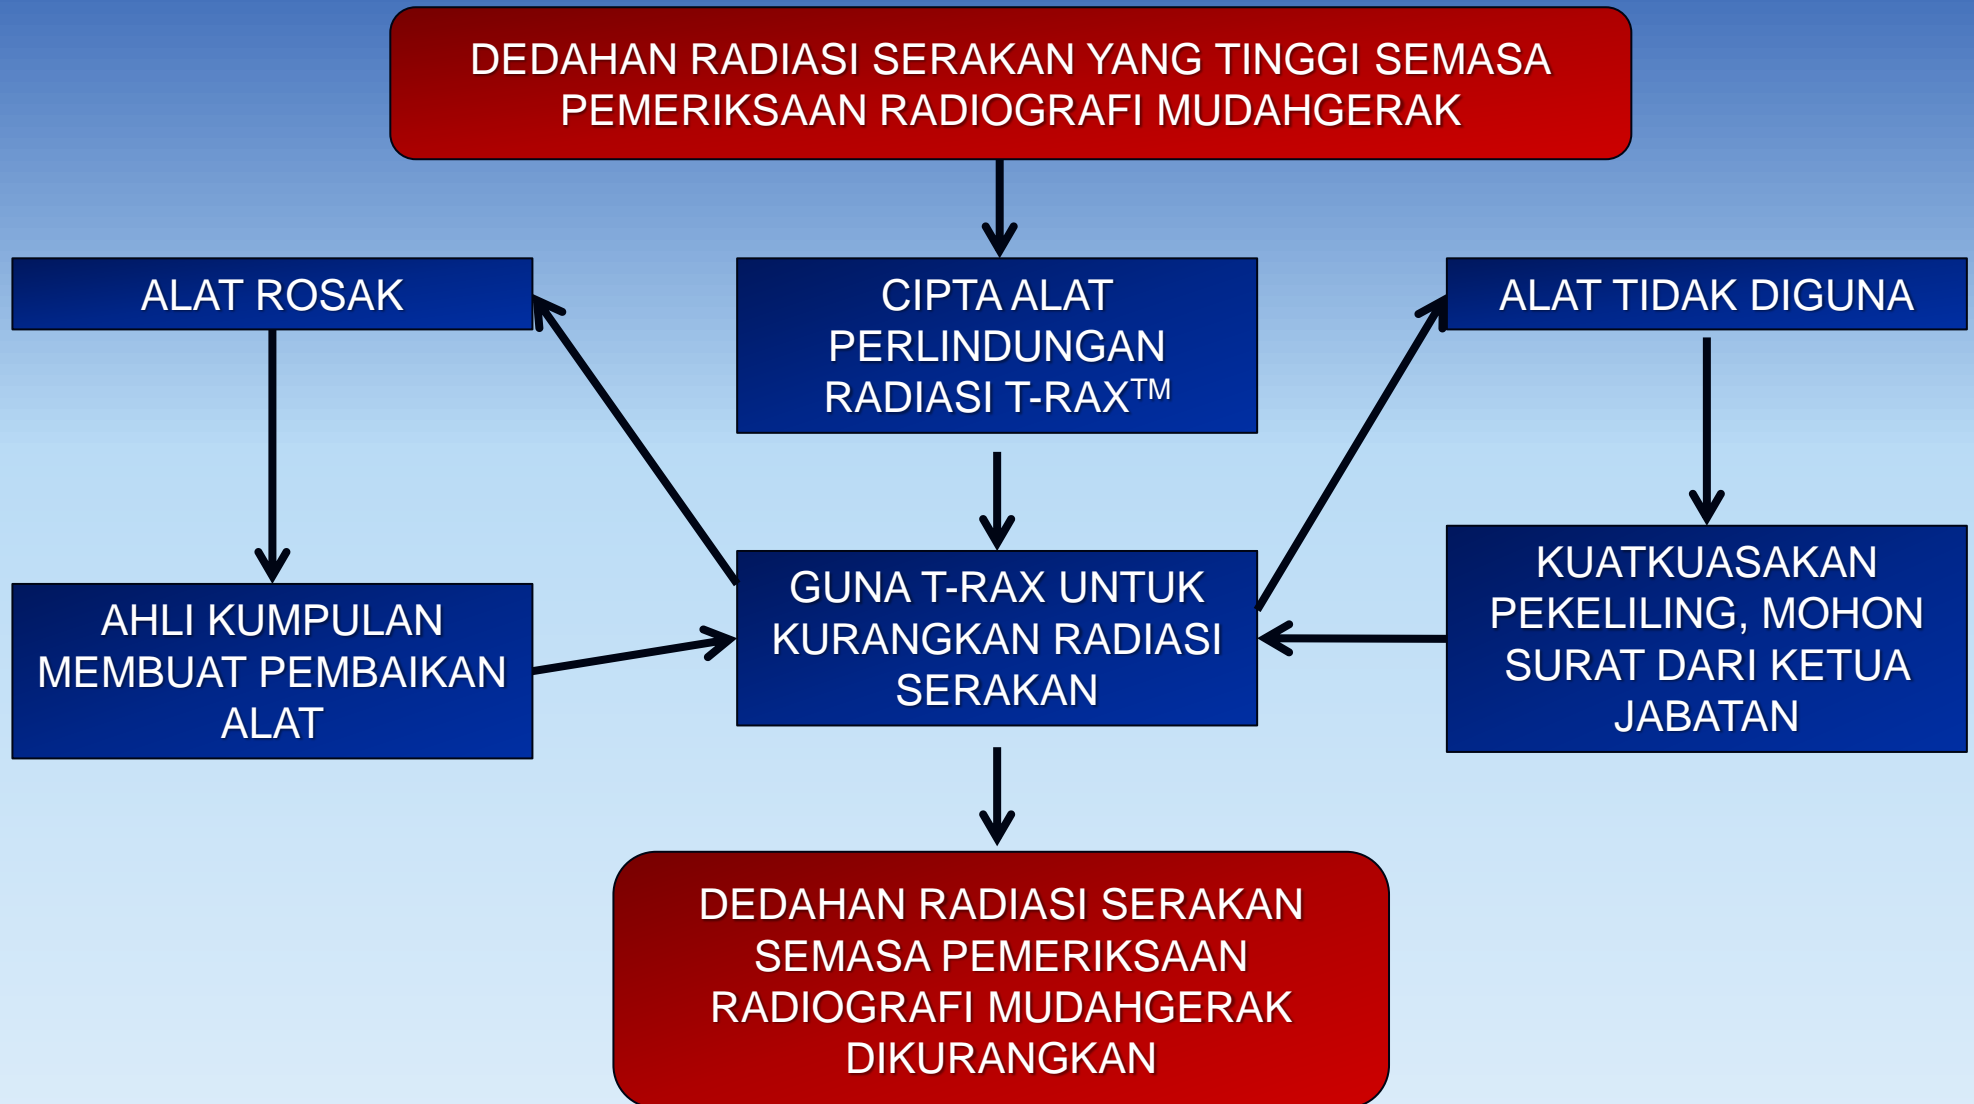 DEDAHAN RADIASI SERAKAN YANG TINGGI SEMASA
PEMERIKSAAN RADIOGRAFI MUDAHGERAK
ALAT ROSAK
CIPTA ALAT
PERLINDUNGAN
RADIASI T-RAX™
ALAT TIDAK DIGUNA
AHLI KUMPULAN
MEMBUAT PEMBAIKAN
ALAT
GUNA T-RAX UNTUK
KURANGKAN RADIASI
SERAKAN
KUATKUASAKAN
PEKELILING, MOHON
SURAT DARI KETUA
JABATAN
DEDAHAN RADIASI SERAKAN
SEMASA PEMERIKSAAN
RADIOGRAFI MUDAHGERAK
DIKURANGKAN